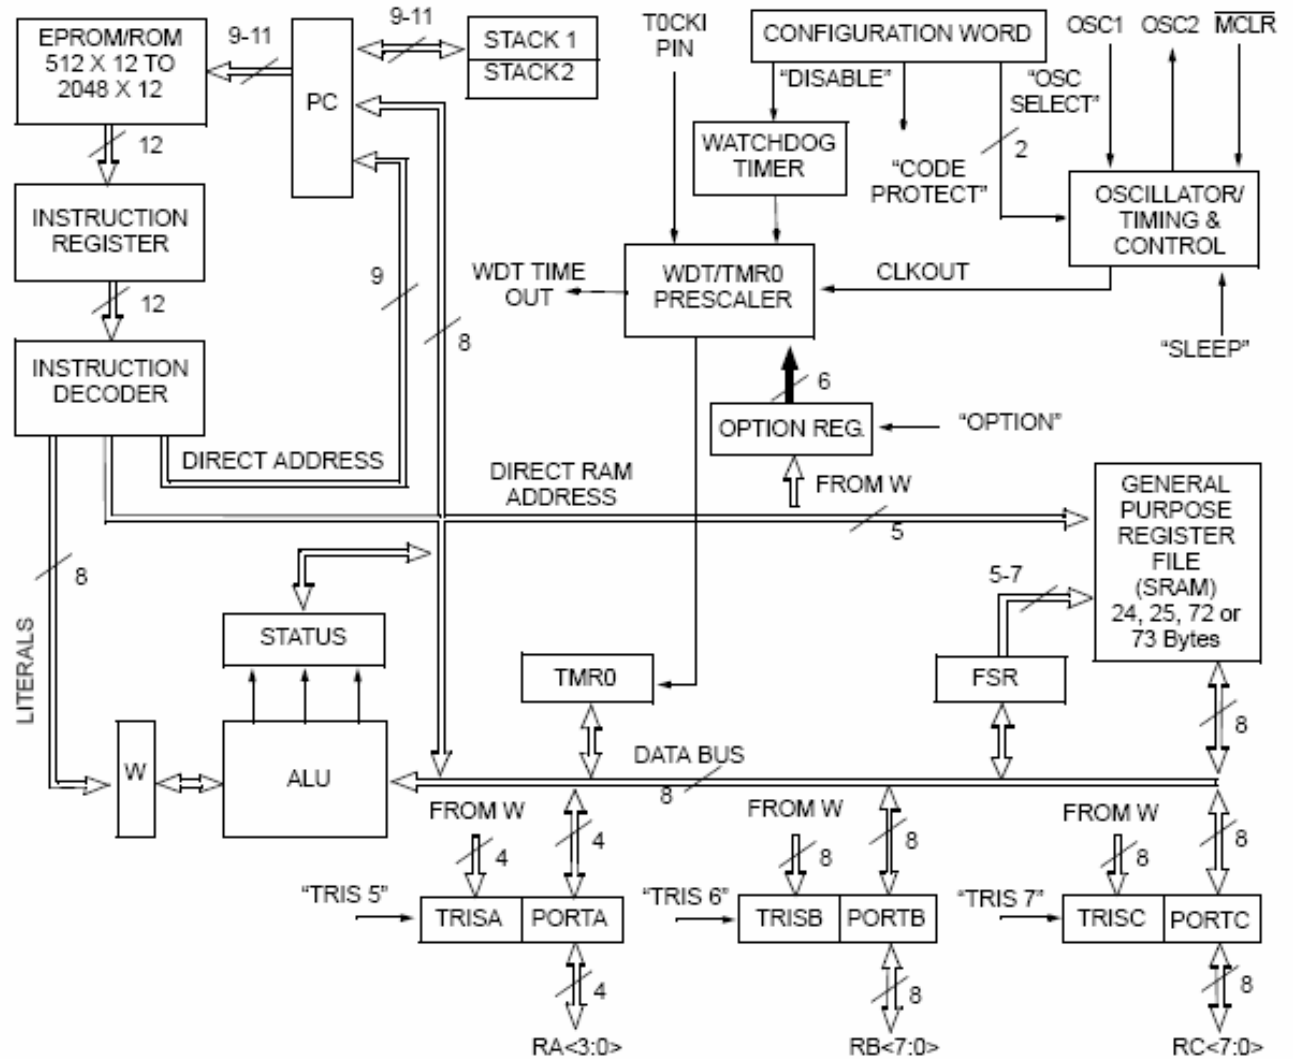 EPROM/ROM
512 X 12 TO
2048 X 12
9-11
PC
9-11
STACK 1
STACK2
T0CKI
PIN
CONFIGURATION WORD
OSC1
OSC2
MCLR
"DISABLE"
"OSC
SELECT"
12
WATCHDOG
TIMER
2
"CODE
PROTECT"
INSTRUCTION
REGISTER
OSCILLATOR/
TIMING &
CONTROL
9
8
WDT TIME
OUT
WDT/TMR0
PRESCALER
CLKOUT
12
"SLEEP"
INSTRUCTION
DECODER
6
OPTION REG.
"OPTION"
DIRECT ADDRESS
DIRECT RAM
ADDRESS
FROM W
5
GENERAL
PURPOSE
REGISTER
FILE
(SRAM)
24, 25, 72 or
73 Bytes
8
LITERALS
5-7
STATUS
TMR0
FSR
8
W
ALU
DATA BUS
8
FROM W
4
4
FROM W
8
8
FROM W
8
8
"TRIS 5"
TRISA
PORTA
"TRIS 6"
TRISB
PORTB
"TRIS 7"
TRISC
PORTC
4
8
8
RA<3:0>
RB<7:0>
RC<7:0>